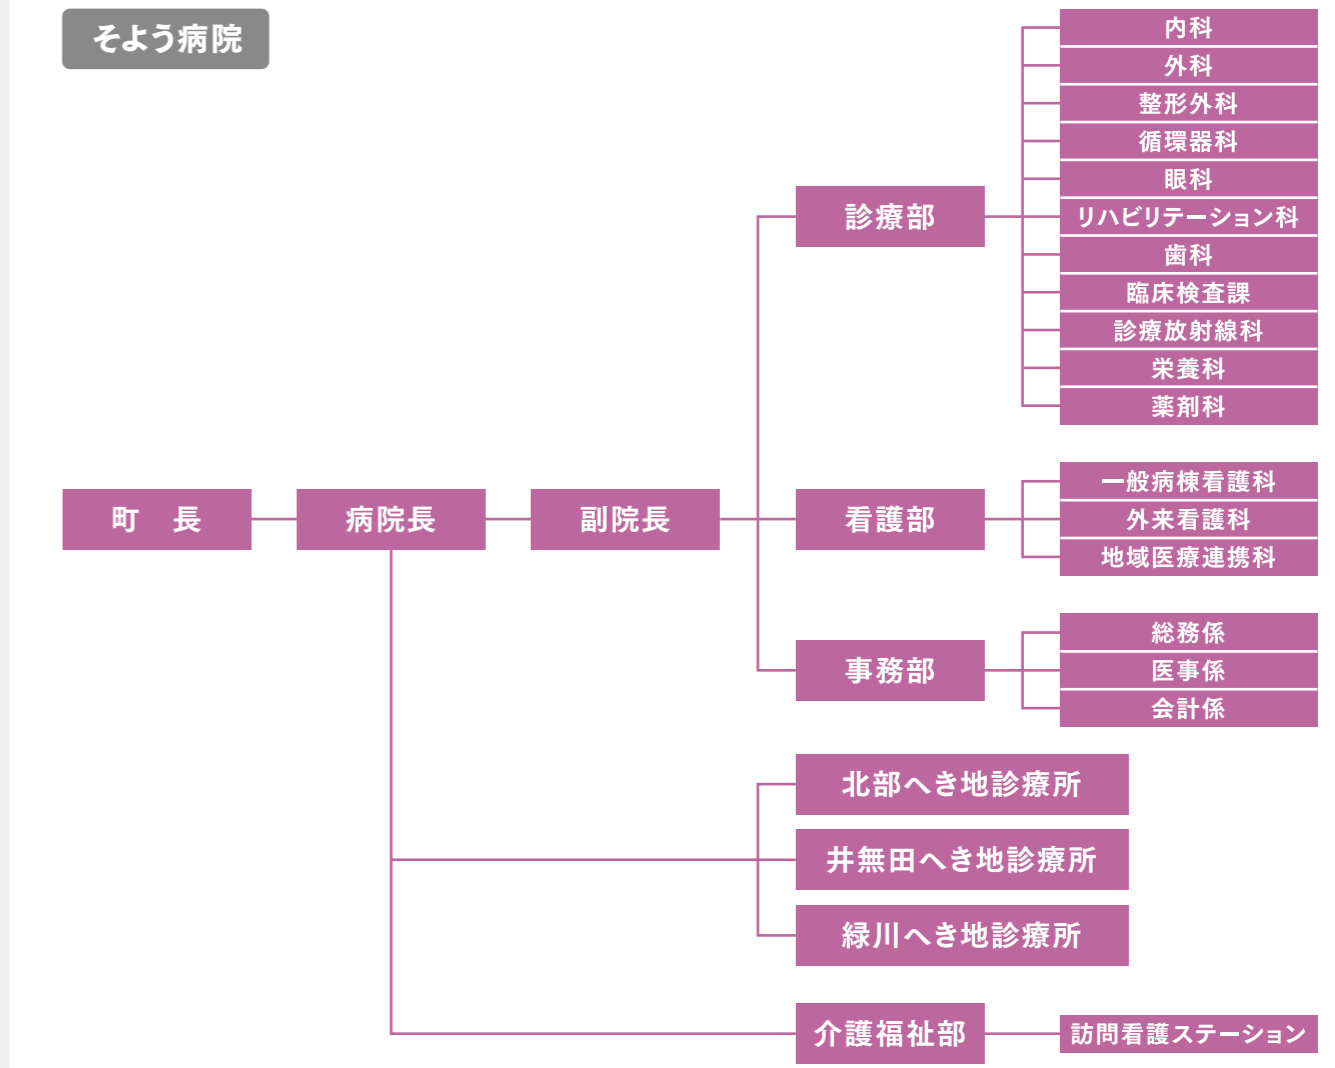 そよう病院
町　長
病院長
副院長
診療部
内科
外科
整形外科
循環器科
眼科
リハビリテーション科
歯科
臨床検査課
診療放射線科
栄養科
薬剤科
看護部
一般病棟看護科
外来看護科
地域医療連携科
事務部
総務係
医事係
会計係
北部へき地診療所
井無田へき地診療所
緑川へき地診療所
介護福祉部
訪問看護ステーション